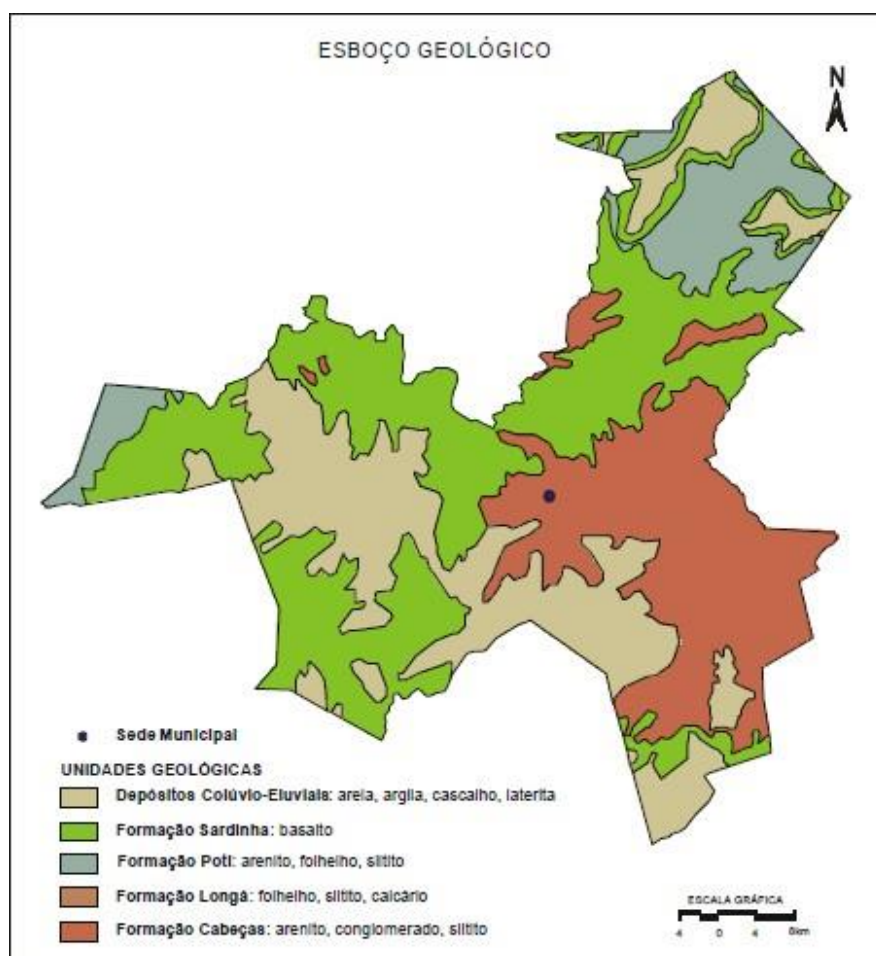 ESBOÇO GEOLÓGICO
N
Sede Municipal
UNIDADES GEOLÓGICAS
Depósitos Colúvio-Eluviais: areia, argila, cascalho, laterita
Formação Sardinha: basalto
Formação Poti: arenito, folhelho, siltito
Formação Longá: folhelho, siltito, calcário
Formação Cabeças: arenito, conglomerado, siltito
ESCALA GRÁFICA
4 0 4 8km